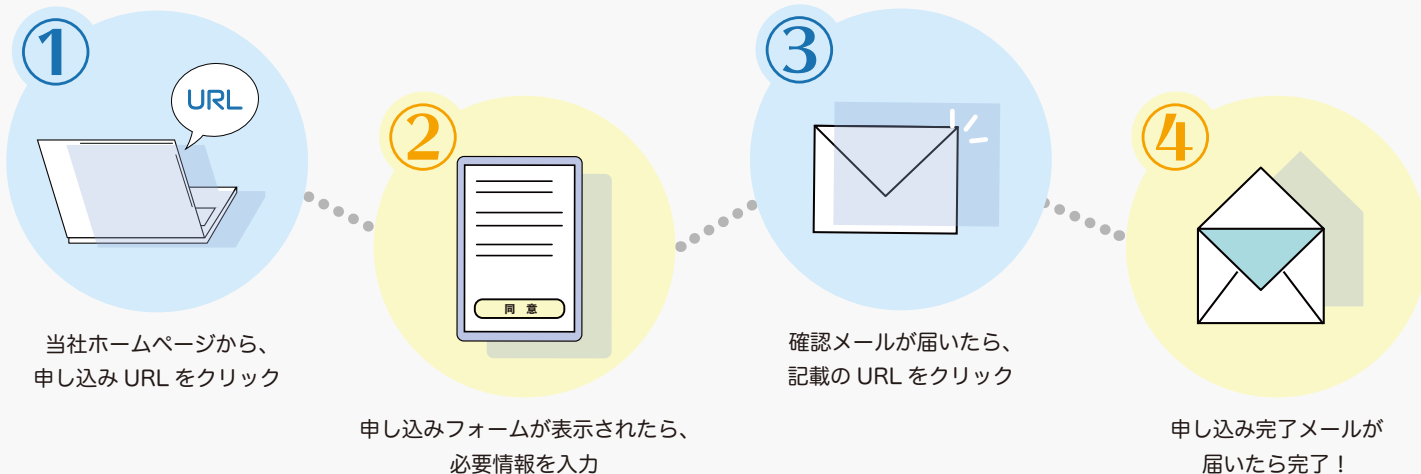 ①
URL
当社ホームページから、
申し込み URL をクリック
②
同 意
申し込みフォームが表示されたら、
必要情報を入力
③
確認メールが届いたら、
記載の URL をクリック
④
申し込み完了メールが
届いたら完了！